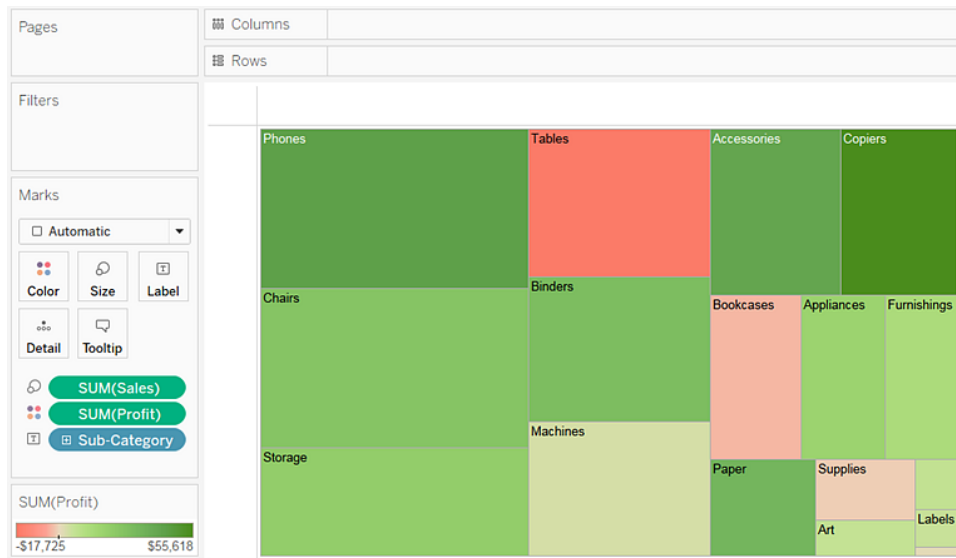 Pages
Columns
Rows
Filters
Marks
Automatic
Color
Size
Label
Detail
Tooltip
SUM(Sales)
SUM(Profit)
Sub-Category
SUM(Profit)
-$17,725
$55,618
Phones
Tables
Accessories
Copiers
Chairs
Binders
Bookcases
Appliances
Furnishings
Storage
Machines
Paper
Supplies
Art
Labels